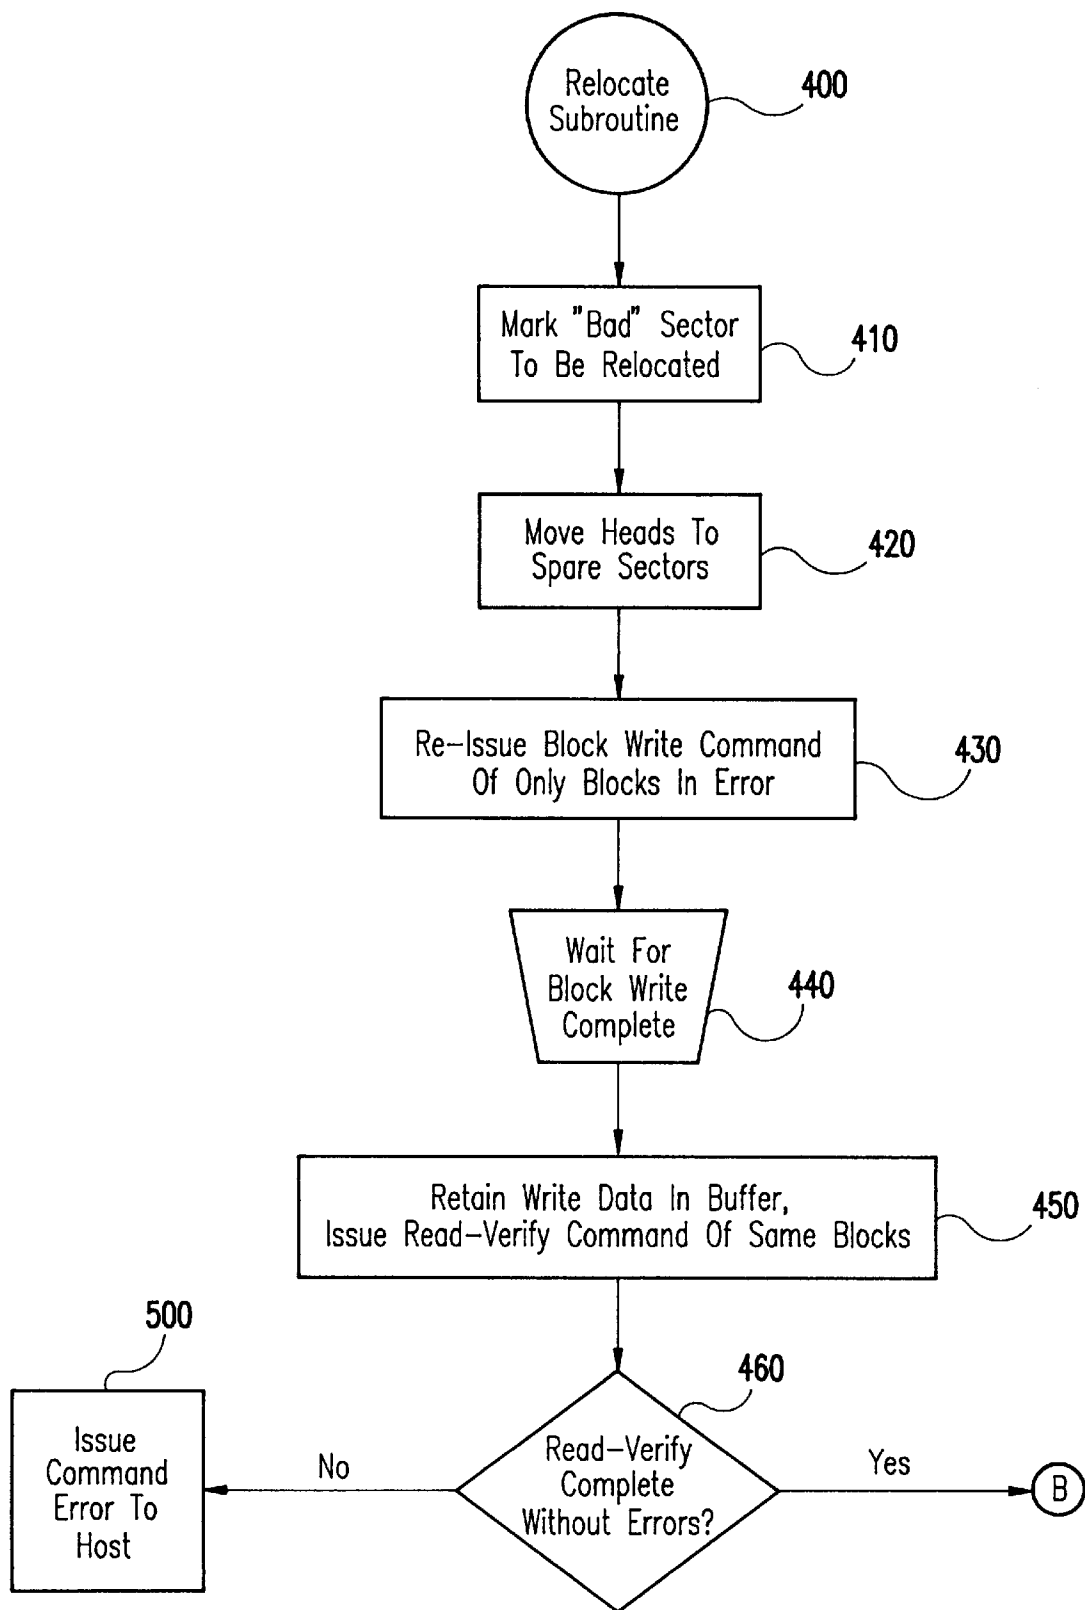 Relocate
Subroutine
400
Mark "Bad" Sector
To Be Relocated
410
Move Heads To
Spare Sectors
420
Re-Issue Block Write Command
Of Only Blocks In Error
430
Wait For
Block Write
Complete
440
Retain Write Data In Buffer,
Issue Read-Verify Command Of Same Blocks
450
500
Issue
Command
Error To
Host
No
460
Read-Verify
Complete
Without Errors?
Yes
B